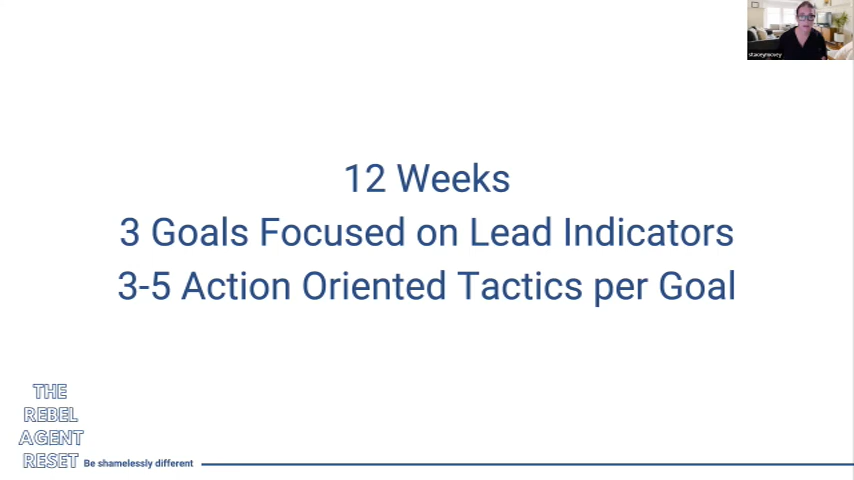 12 Weeks
3 Goals Focused on Lead Indicators
3-5 Action Oriented Tactics per Goal
THE
REBEL
AGENT
RESET
Be shamelessly different